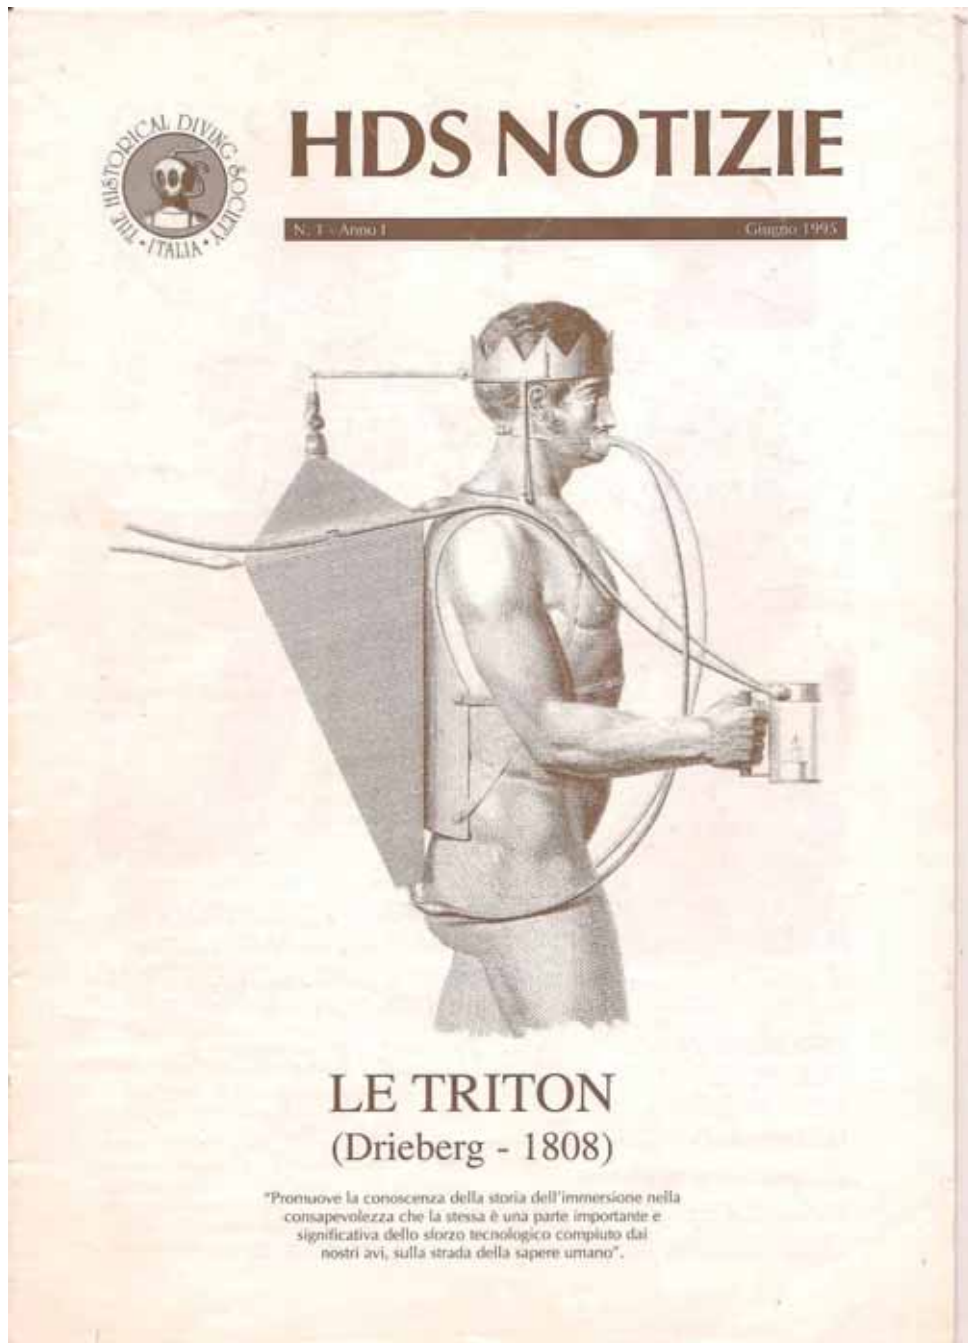 THE HISTORICAL DIVING SOCIETY
• ITALIA •
HDS NOTIZIE
N. 1 - Anno I
Giugno 1995
LE TRITON
(Drieberg - 1808)
"Promuove la conoscenza della storia dell'immersione nella
consapevolezza che la stessa è una parte importante e
significativa dello sforzo tecnologico compiuto dai
nostri avi, sulla strada della sapere umano".